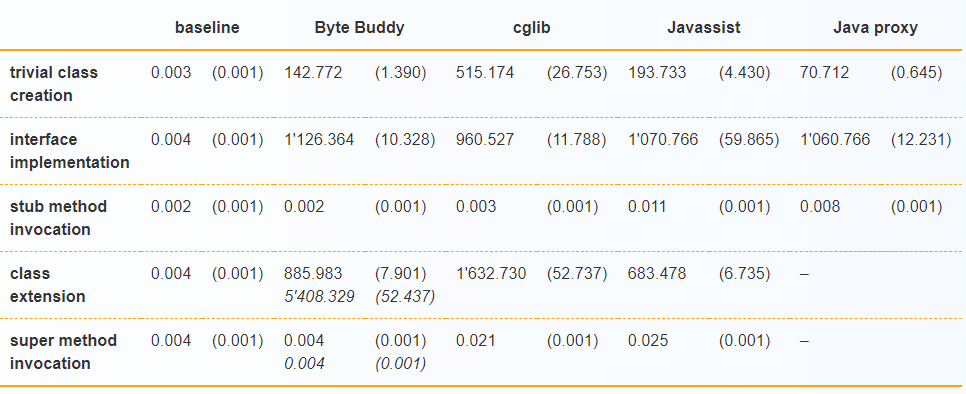 baseline Byte Buddy cglib Javassist Java proxy
trivial class 0.003 (0.001) 142.772 (1.390) 515.174 (26.753) 193.733 (4.430) 70.712 (0.645)
creation
interface 0.004 (0.001) 1'126.364 (10.328) 960.527 (11.788) 1'070.766 (59.865) 1'060.766 (12.231)
implementation
stub method 0.002 (0.001) 0.002 (0.001) 0.003 (0.001) 0.011 (0.001) 0.008 (0.001)
invocation
class 0.004 (0.001) 885.983 (7.901) 1'632.730 (52.737) 683.478 (6.735) –
extension 5'408.329 (52.437)
super method 0.004 (0.001) 0.004 (0.001) 0.021 (0.001) 0.025 (0.001) –
invocation 0.004 (0.001)